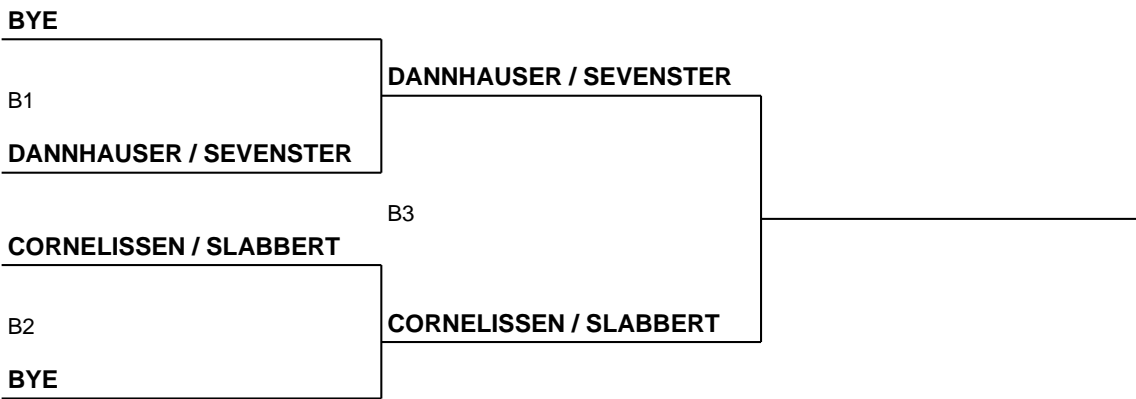 BYE
DANNHAUSER / SEVENSTER
B1
DANNHAUSER / SEVENSTER
B3
CORNELISSEN / SLABBERT
B2
CORNELISSEN / SLABBERT
BYE